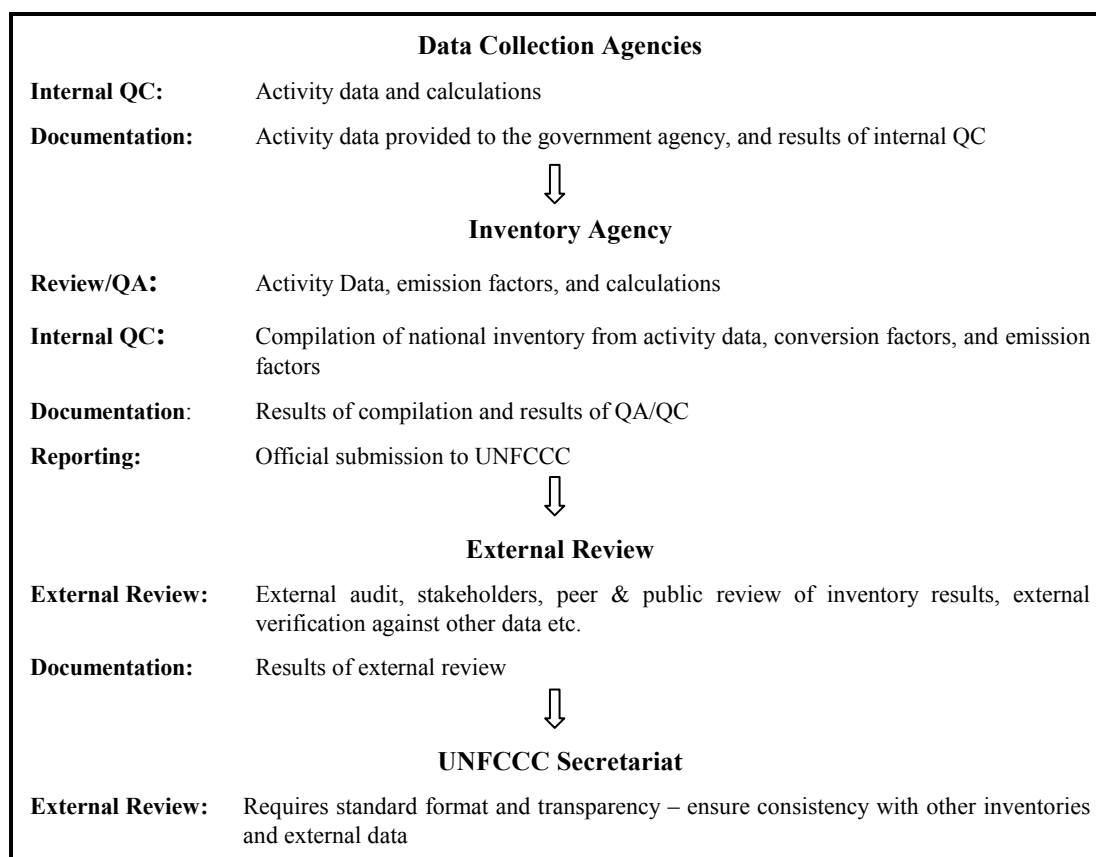 Data Collection Agencies
Internal QC: Activity data and calculations
Documentation: Activity data provided to the government agency, and results of internal QC
Inventory Agency
Review/QA: Activity Data, emission factors, and calculations
Internal QC: Compilation of national inventory from activity data, conversion factors, and emission
factors
Documentation: Results of compilation and results of QA/QC
Reporting: Official submission to UNFCCC
External Review
External Review: External audit, stakeholders, peer & public review of inventory results, external
verification against other data etc.
Documentation: Results of external review
UNFCCC Secretariat
External Review: Requires standard format and transparency – ensure consistency with other inventories
and external data